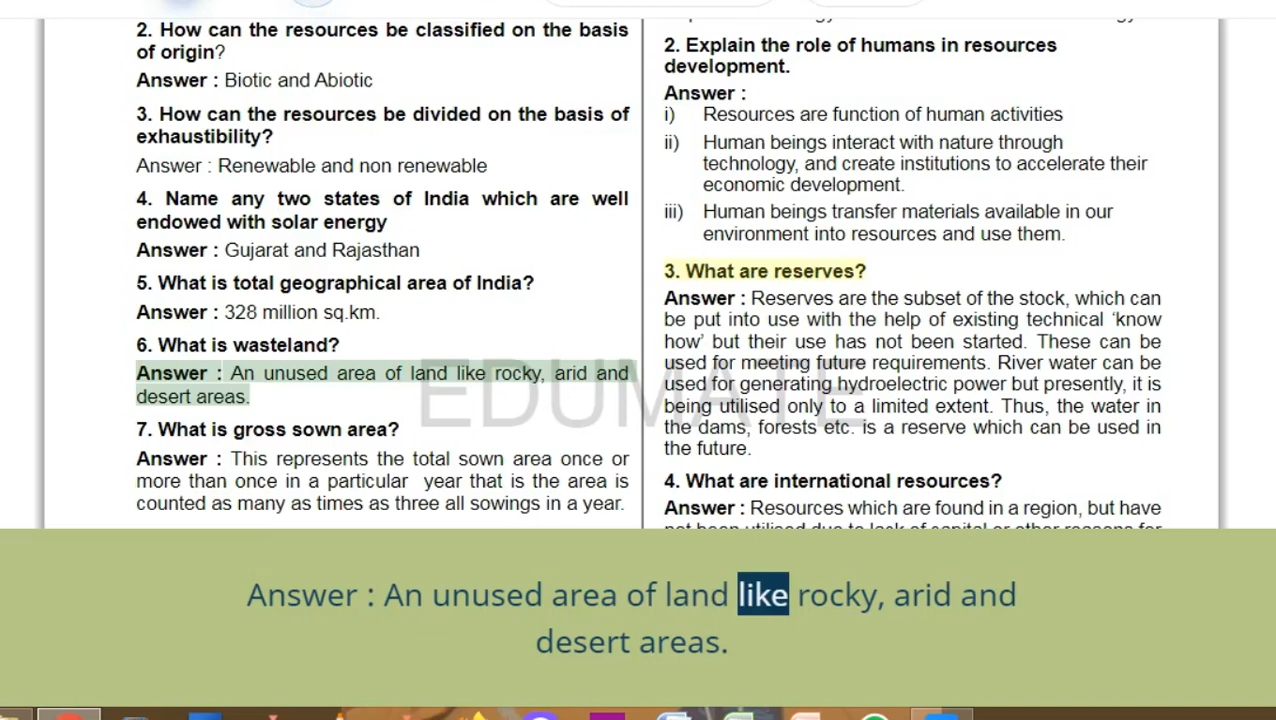 2. How can the resources be classified on the basis
of origin?
Answer : Biotic and Abiotic
3. How can the resources be divided on the basis of
exhaustibility?
Answer : Renewable and non renewable
4. Name any two states of India which are well
endowed with solar energy
Answer : Gujarat and Rajasthan
5. What is total geographical area of India?
Answer : 328 million sq.km.
6. What is wasteland?
Answer : An unused area of land like rocky, arid and
desert areas.
7. What is gross sown area?
Answer : This represents the total sown area once or
more than once in a particular year that is the area is
counted as many as times as three all sowings in a year.
2. Explain the role of humans in resources
development.
Answer :
i) Resources are function of human activities
ii) Human beings interact with nature through
technology, and create institutions to accelerate their
economic development.
iii) Human beings transfer materials available in our
environment into resources and use them.
3. What are reserves?
Answer : Reserves are the subset of the stock, which can
be put into use with the help of existing technical ‘know
how’ but their use has not been started. These can be
used for meeting future requirements. River water can be
used for generating hydroelectric power but presently, it is
being utilised only to a limited extent. Thus, the water in
the dams, forests etc. is a reserve which can be used in
the future.
4. What are international resources?
Answer : Resources which are found in a region, but have
not been utilised due to lack of capital or other reasons for
EDUMATE
Answer : An unused area of land like rocky, arid and
desert areas.